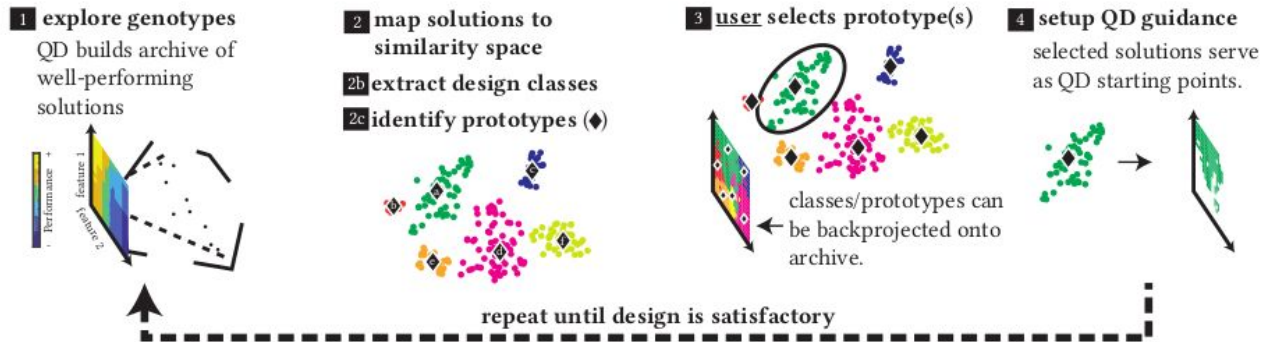 1 explore genotypes
QD builds archive of
well-performing
solutions
- Performance +
feature 1
feature 2
2 map solutions to
similarity space
2b extract design classes
2c identify prototypes (◆)
a
b
c
d
e
f
3 user selects prototype(s)
classes/prototypes can
be backprojected onto
archive.
4 setup QD guidance
selected solutions serve
as QD starting points.
repeat until design is satisfactory